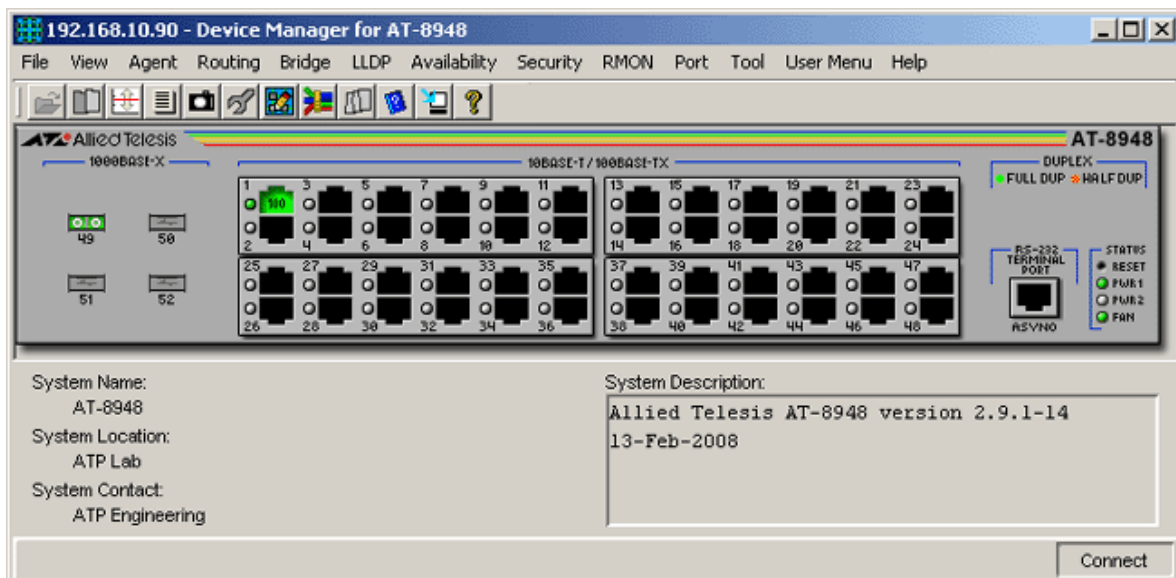 192.168.10.90 - Device Manager for AT-8948
File View Agent Routing Bridge LLDP Availability Security RMON Port Tool User Menu Help
Allied Telesis AT-8948
1000BASE-X 10BASE-T/100BASE-TX DUPLEX
FULL DUP HALF DUP
1 3 5 7 9 11 13 15 17 19 21 23
100
49 50
2 4 6 8 10 12 14 16 18 20 22 24
RS-232 TERMINAL PORT
STATUS
RESET
PWR1
PWR2
FAN
25 27 29 31 33 35 37 39 41 43 45 47
51 52
26 28 30 32 34 36 38 40 42 44 46 48
ASYN0
System Name:
AT-8948
System Location:
ATP Lab
System Contact:
ATP Engineering
System Description:
Allied Telesis AT-8948 version 2.9.1-14
13-Feb-2008
Connect